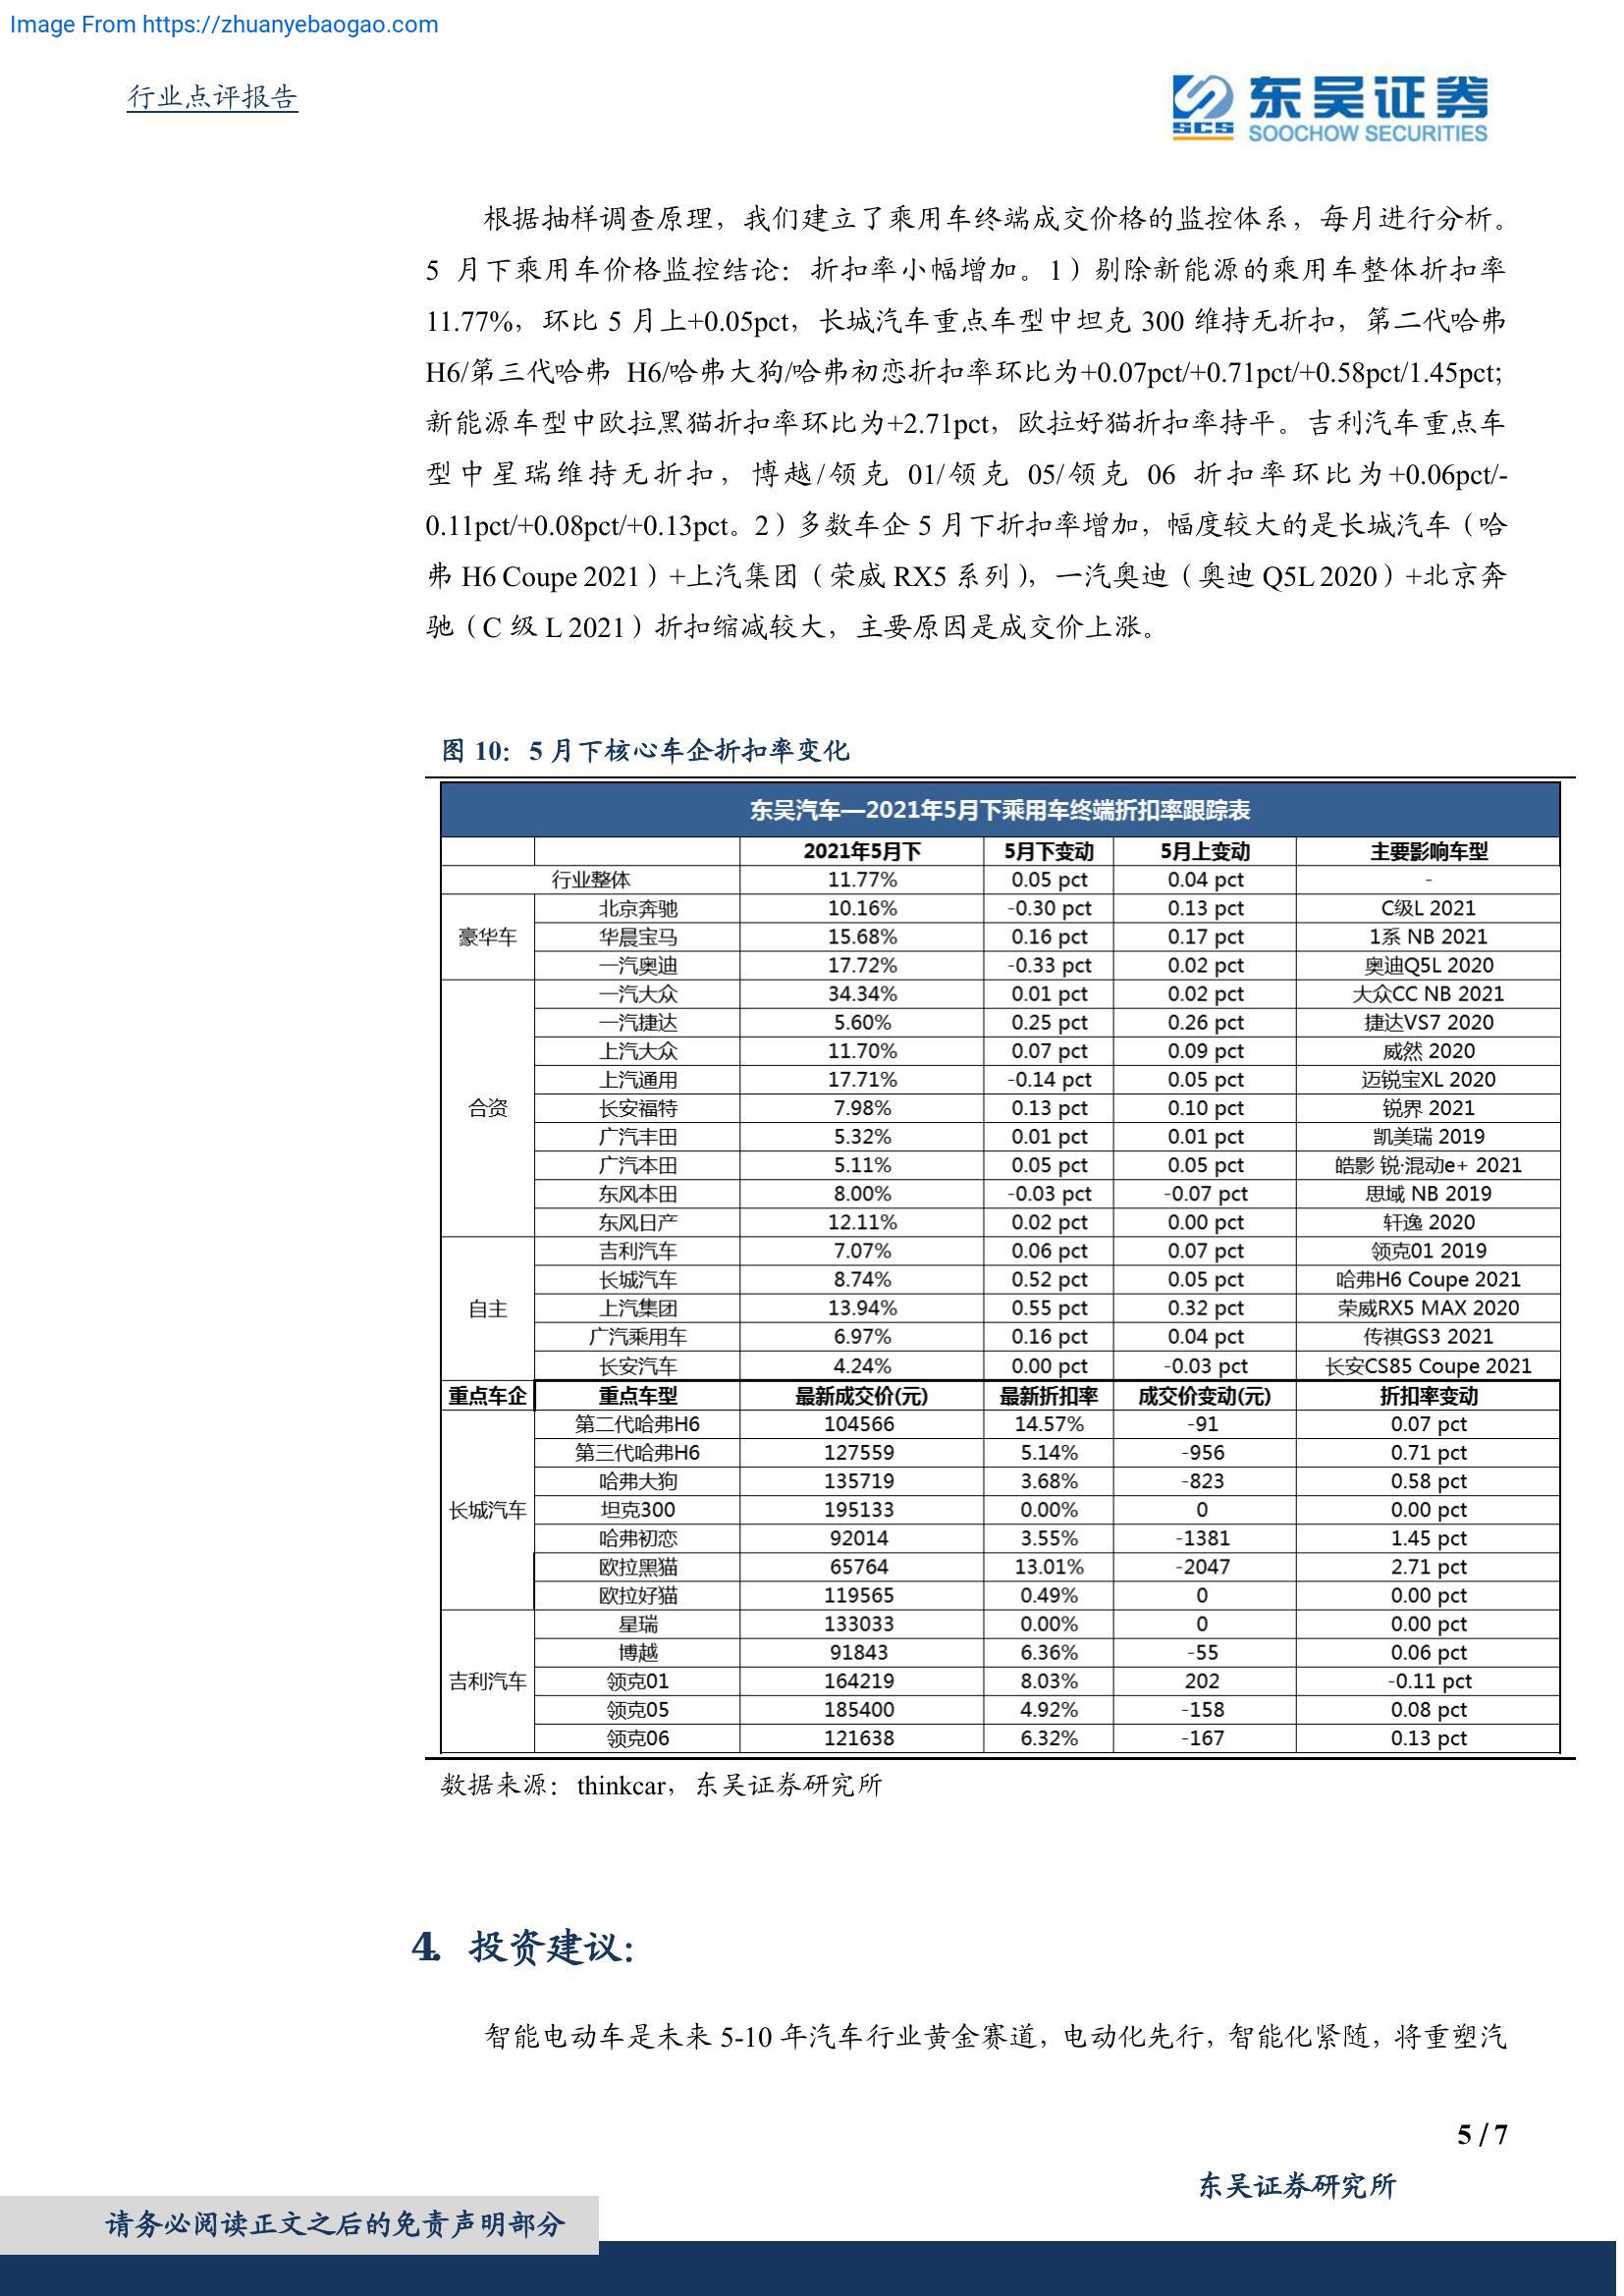 Image From https://zhuanyebaogao.com
行业点评报告
SCS
东吴证券
SOOCHOW SECURITIES
根据抽样调查原理，我们建立了乘用车终端成交价格的监控体系，每月进行分析。
5 月下乘用车价格监控结论：折扣率小幅增加。1）剔除新能源的乘用车整体折扣率
11.77%，环比 5 月上+0.05pct，长城汽车重点车型中坦克 300 维持无折扣，第二代哈弗
H6/第三代哈弗 H6/哈弗大狗/哈弗初恋折扣率环比为+0.07pct/+0.71pct/+0.58pct/1.45pct;
新能源车型中欧拉黑猫折扣率环比为+2.71pct，欧拉好猫折扣率持平。吉利汽车重点车
型中星瑞维持无折扣，博越/领克 01/领克 05/领克 06 折扣率环比为+0.06pct/-
0.11pct/+0.08pct/+0.13pct。2）多数车企 5 月下折扣率增加，幅度较大的是长城汽车（哈
弗 H6 Coupe 2021）+上汽集团（荣威 RX5 系列），一汽奥迪（奥迪 Q5L 2020）+北京奔
驰（C 级 L 2021）折扣缩减较大，主要原因是成交价上涨。
图 10：5 月下核心车企折扣率变化
东吴汽车—2021年5月下乘用车终端折扣率跟踪表
2021年5月下 5月下变动 5月上变动 主要影响车型
行业整体 11.77% 0.05 pct 0.04 pct -
豪华车 北京奔驰 10.16% -0.30 pct 0.13 pct C级L 2021
华晨宝马 15.68% 0.16 pct 0.17 pct 1系 NB 2021
一汽奥迪 17.72% -0.33 pct 0.02 pct 奥迪Q5L 2020
合资 一汽大众 34.34% 0.01 pct 0.02 pct 大众CC NB 2021
一汽捷达 5.60% 0.25 pct 0.26 pct 捷达VS7 2020
上汽大众 11.70% 0.07 pct 0.09 pct 威然 2020
上汽通用 17.71% -0.14 pct 0.05 pct 迈锐宝XL 2020
长安福特 7.98% 0.13 pct 0.10 pct 锐界 2021
广汽丰田 5.32% 0.01 pct 0.01 pct 凯美瑞 2019
广汽本田 5.11% 0.05 pct 0.05 pct 皓影 锐·混动e+ 2021
东风本田 8.00% -0.03 pct -0.07 pct 思域 NB 2019
东风日产 12.11% 0.02 pct 0.00 pct 轩逸 2020
自主 吉利汽车 7.07% 0.06 pct 0.07 pct 领克01 2019
长城汽车 8.74% 0.52 pct 0.05 pct 哈弗H6 Coupe 2021
上汽集团 13.94% 0.55 pct 0.32 pct 荣威RX5 MAX 2020
广汽乘用车 6.97% 0.16 pct 0.04 pct 传祺GS3 2021
长安汽车 4.24% 0.00 pct -0.03 pct 长安CS85 Coupe 2021
重点车企 重点车型 最新成交价(元) 最新折扣率 成交价变动(元) 折扣率变动
长城汽车 第二代哈弗H6 104566 14.57% -91 0.07 pct
第三代哈弗H6 127559 5.14% -956 0.71 pct
哈弗大狗 135719 3.68% -823 0.58 pct
坦克300 195133 0.00% 0 0.00 pct
哈弗初恋 92014 3.55% -1381 1.45 pct
欧拉黑猫 65764 13.01% -2047 2.71 pct
欧拉好猫 119565 0.49% 0 0.00 pct
吉利汽车 星瑞 133033 0.00% 0 0.00 pct
博越 91843 6.36% -55 0.06 pct
领克01 164219 8.03% 202 -0.11 pct
领克05 185400 4.92% -158 0.08 pct
领克06 121638 6.32% -167 0.13 pct
数据来源：thinkcar，东吴证券研究所
4. 投资建议：
智能电动车是未来 5-10 年汽车行业黄金赛道，电动化先行，智能化紧随，将重塑汽
5 / 7
东吴证券研究所
请务必阅读正文之后的免责声明部分